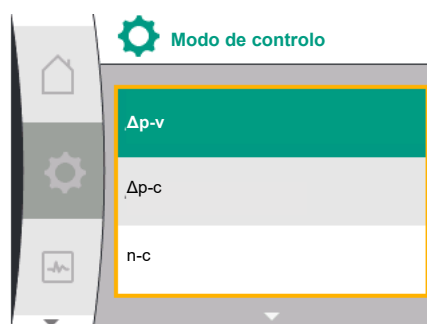 Modo de controlo
Δp-v
Δp-c
n-c